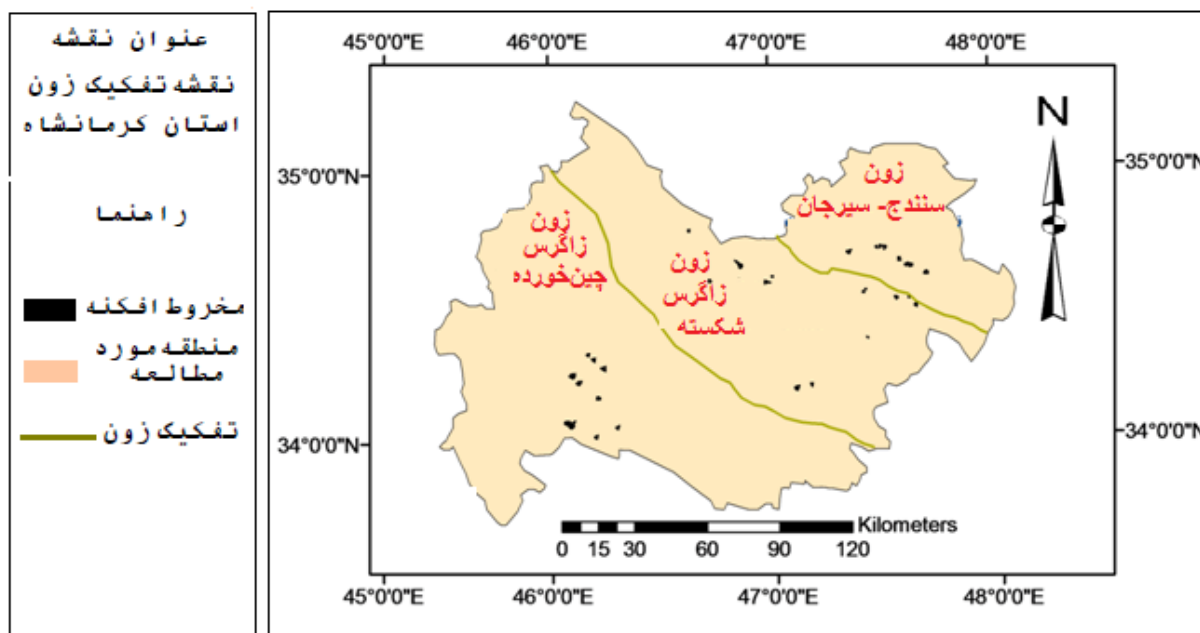 عنوان نقشه
نقشه تفکیک زون
استان کرمانشاه
راهنما
مخروط افکنه
منطقه مورد
مطالعه
تفکیک زون
45°0'0"E
46°0'0"E
47°0'0"E
48°0'0"E
35°0'0"N
35°0'0"N
34°0'0"N
34°0'0"N
N
زون
سنندج- سیرجان
زون
زاگرس
چین‌خورده
زون
زاگرس
شکسته
Kilometers
0 15 30 60 90 120
45°0'0"E
46°0'0"E
47°0'0"E
48°0'0"E